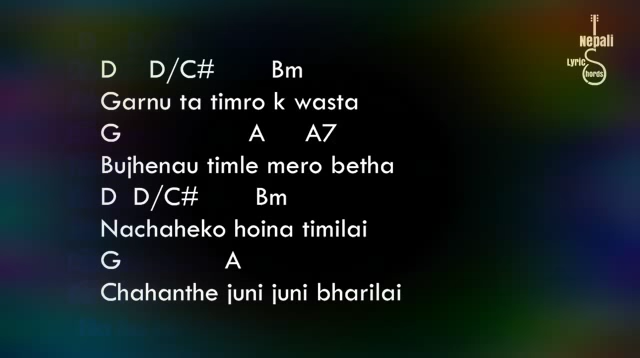 Nepali
Lyric
Chords
D D/C# Bm
Garnu ta timro k wasta
G A A7
Bujhenau timle mero betha
D D/C# Bm
Nachaheko hoina timilai
G A
Chahanthe juni juni bharilai